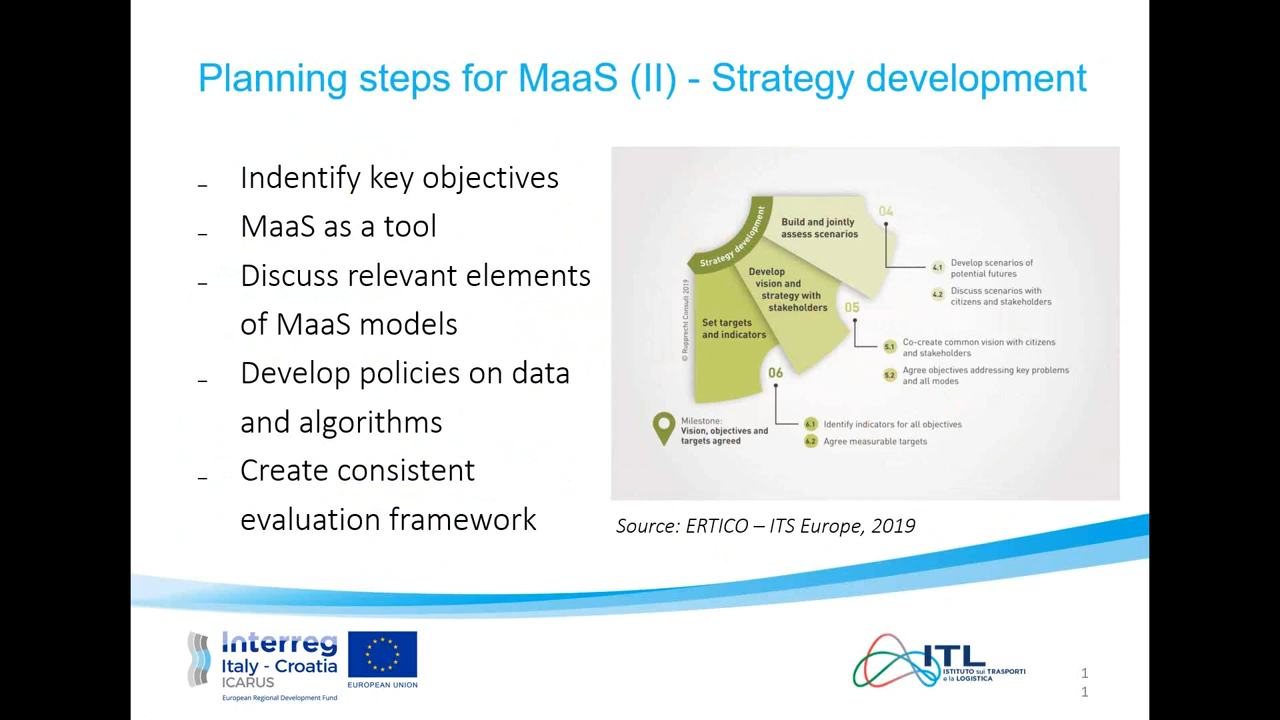 Planning steps for MaaS (II) - Strategy development
– Indentify key objectives
– MaaS as a tool
– Discuss relevant elements
of MaaS models
– Develop policies on data
and algorithms
– Create consistent
evaluation framework
Strategy development
Build and jointly
assess scenarios
04
4.1 Develop scenarios of
potential futures
4.2 Discuss scenarios with
citizens and stakeholders
Develop
vision and
strategy with
stakeholders
05
5.1 Co-create common vision with citizens
and stakeholders
5.2 Agree objectives addressing key problems
and all modes
Set targets
and indicators
06
6.1 Identify indicators for all objectives
6.2 Agree measurable targets
Milestone:
Vision, objectives and
targets agreed
© Rupprecht Consult 2019
Source: ERTICO – ITS Europe, 2019
Interreg
Italy - Croatia
ICARUS
European Regional Development Fund
EUROPEAN UNION
ITL
ISTITUTO sui TRASPORTI
e la LOGISTICA
1
1